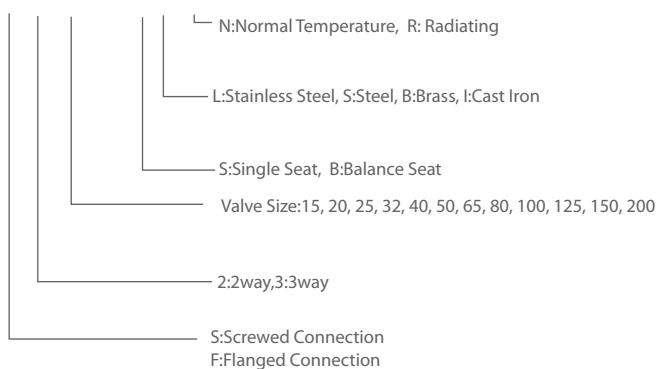 N:Normal Temperature, R: Radiating
L:Stainless Steel, S:Steel, B:Brass, I:Cast Iron
S:Single Seat, B:Balance Seat
Valve Size:15, 20, 25, 32, 40, 50, 65, 80, 100, 125, 150, 200
2:2way,3:3way
S:Screwed Connection
F:Flanged Connection